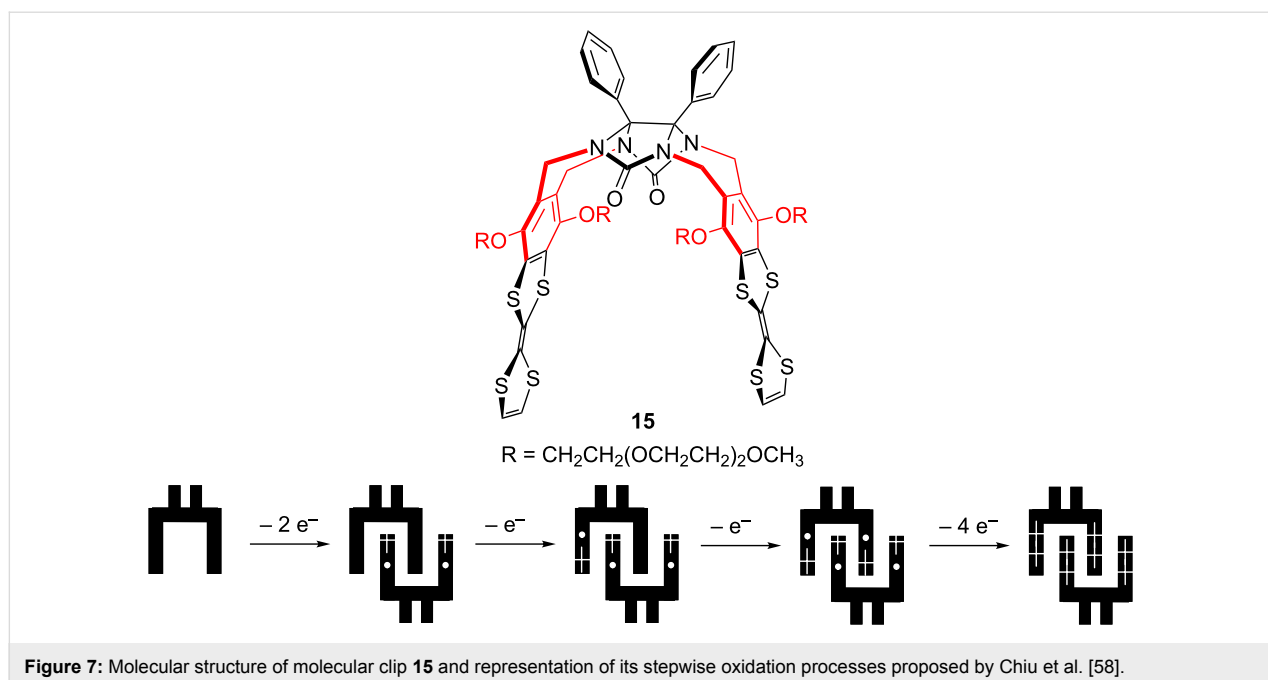 N N N N
O O
RO OR RO OR
S S S S
S S S S
15
R = CH₂CH₂(OCH₂CH₂)₂OCH₃
– 2 e⁻ – e⁻ – e⁻ – 4 e⁻
Figure 7: Molecular structure of molecular clip 15 and representation of its stepwise oxidation processes proposed by Chiu et al. [58].